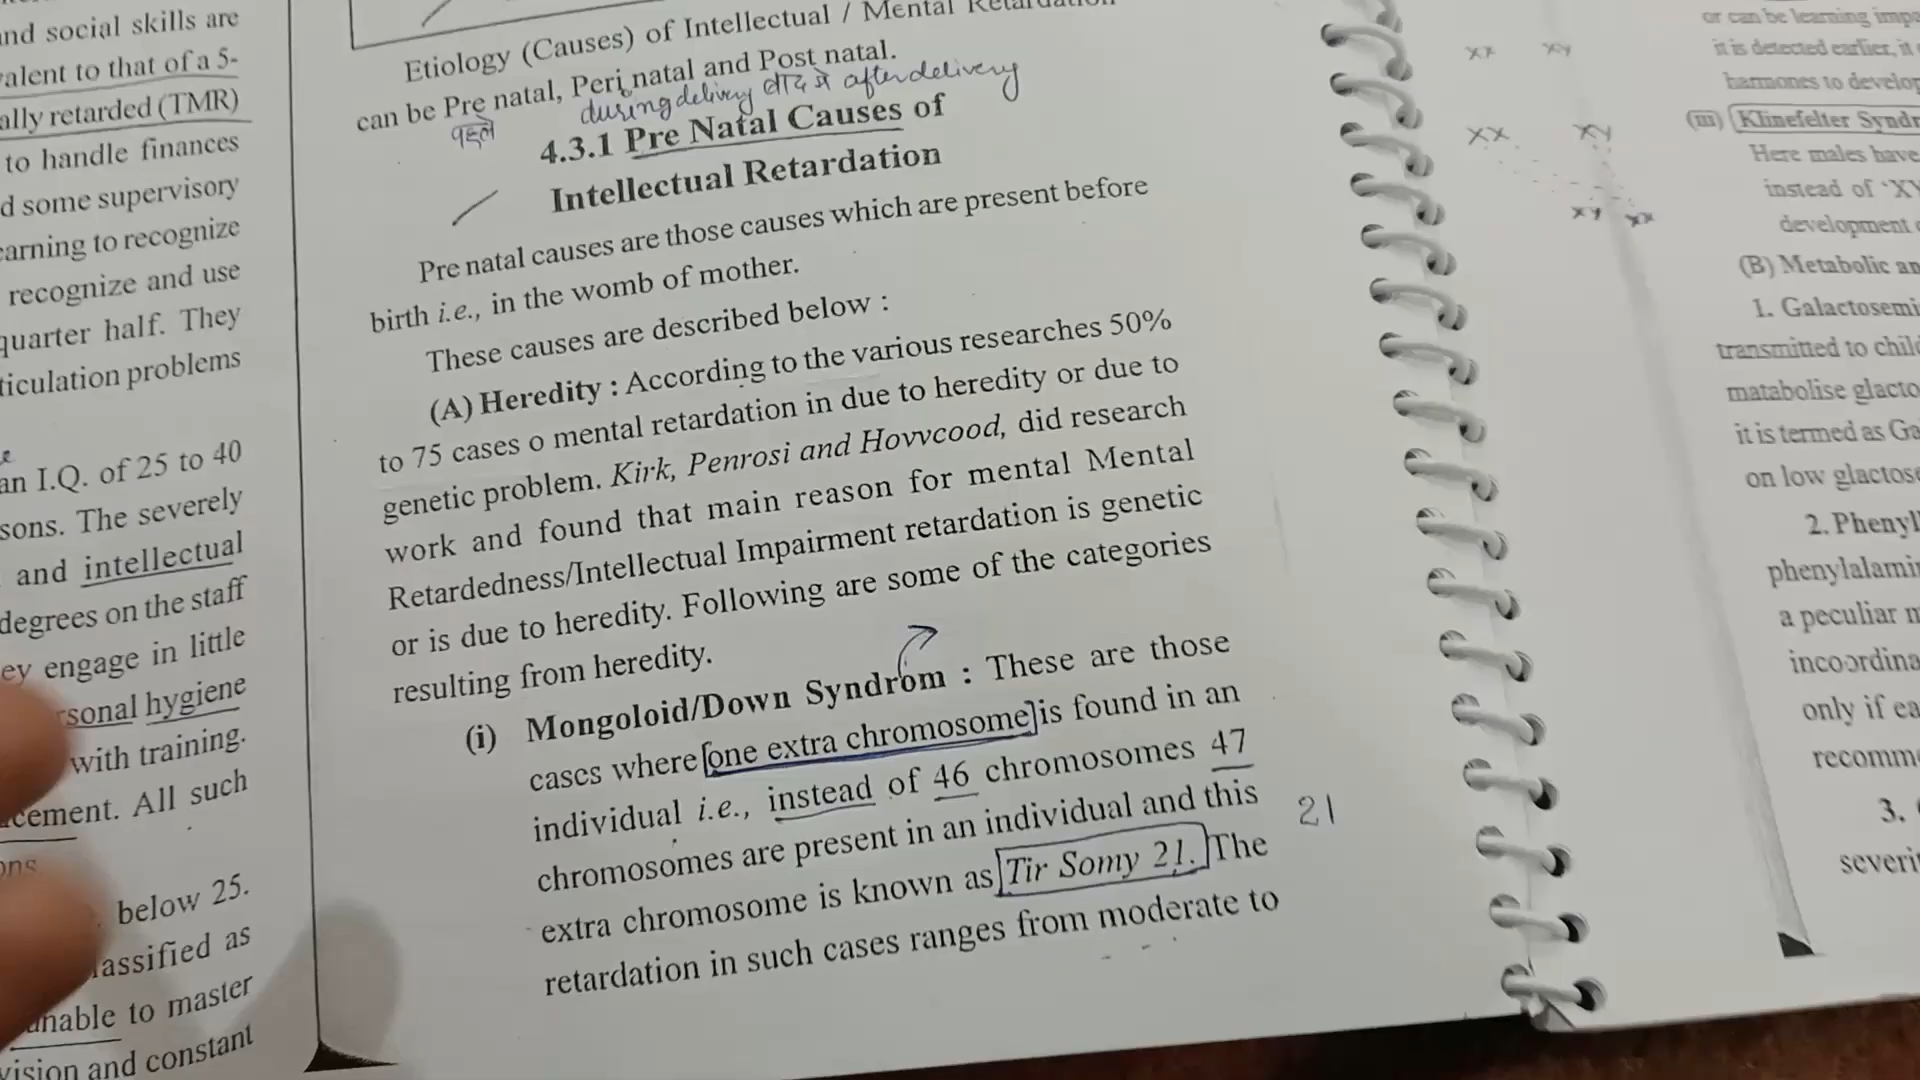 and social skills are
valent to that of a 5-
ally retarded (TMR)
to handle finances
d some supervisory
earning to recognize
recognize and use
quarter half. They
ticulation problems
an I.Q. of 25 to 40
sons. The severely
and intellectual
degrees on the staff
ey engage in little
rsonal hygiene
with training.
cement. All such
ons
below 25.
lassified as
unable to master
vision and constant
Etiology (Causes) of Intellectual / Mental Retardation
can be Pre natal, Peri natal and Post natal.
पहले during delivery बाद में after delivery
4.3.1 Pre Natal Causes of
Intellectual Retardation
Pre natal causes are those causes which are present before
birth i.e., in the womb of mother.
These causes are described below :
(A) Heredity : According to the various researches 50%
to 75 cases o mental retardation in due to heredity or due to
genetic problem. Kirk, Penrosi and Hovvcood, did research
work and found that main reason for mental Mental
Retardedness/Intellectual Impairment retardation is genetic
or is due to heredity. Following are some of the categories
resulting from heredity.
(i) Mongoloid/Down Syndrom : These are those
cases where one extra chromosome is found in an
individual i.e., instead of 46 chromosomes 47
chromosomes are present in an individual and this
extra chromosome is known as Tir Somy 21. The
retardation in such cases ranges from moderate to
21
xx xy
xx xy
xy xx
or can be learning impa
it is detected earlier, it
harmones to develop
(iii) Klinefelter Syndr
Here males have
instead of 'XY
development
(B) Metabolic an
1. Galactosemi
transmitted to child
matabolise glacto
it is termed as Ga
on low glactose
2. Phenyl
phenylalamin
a peculiar m
incoordina
only if ea
recomme
3.
severi